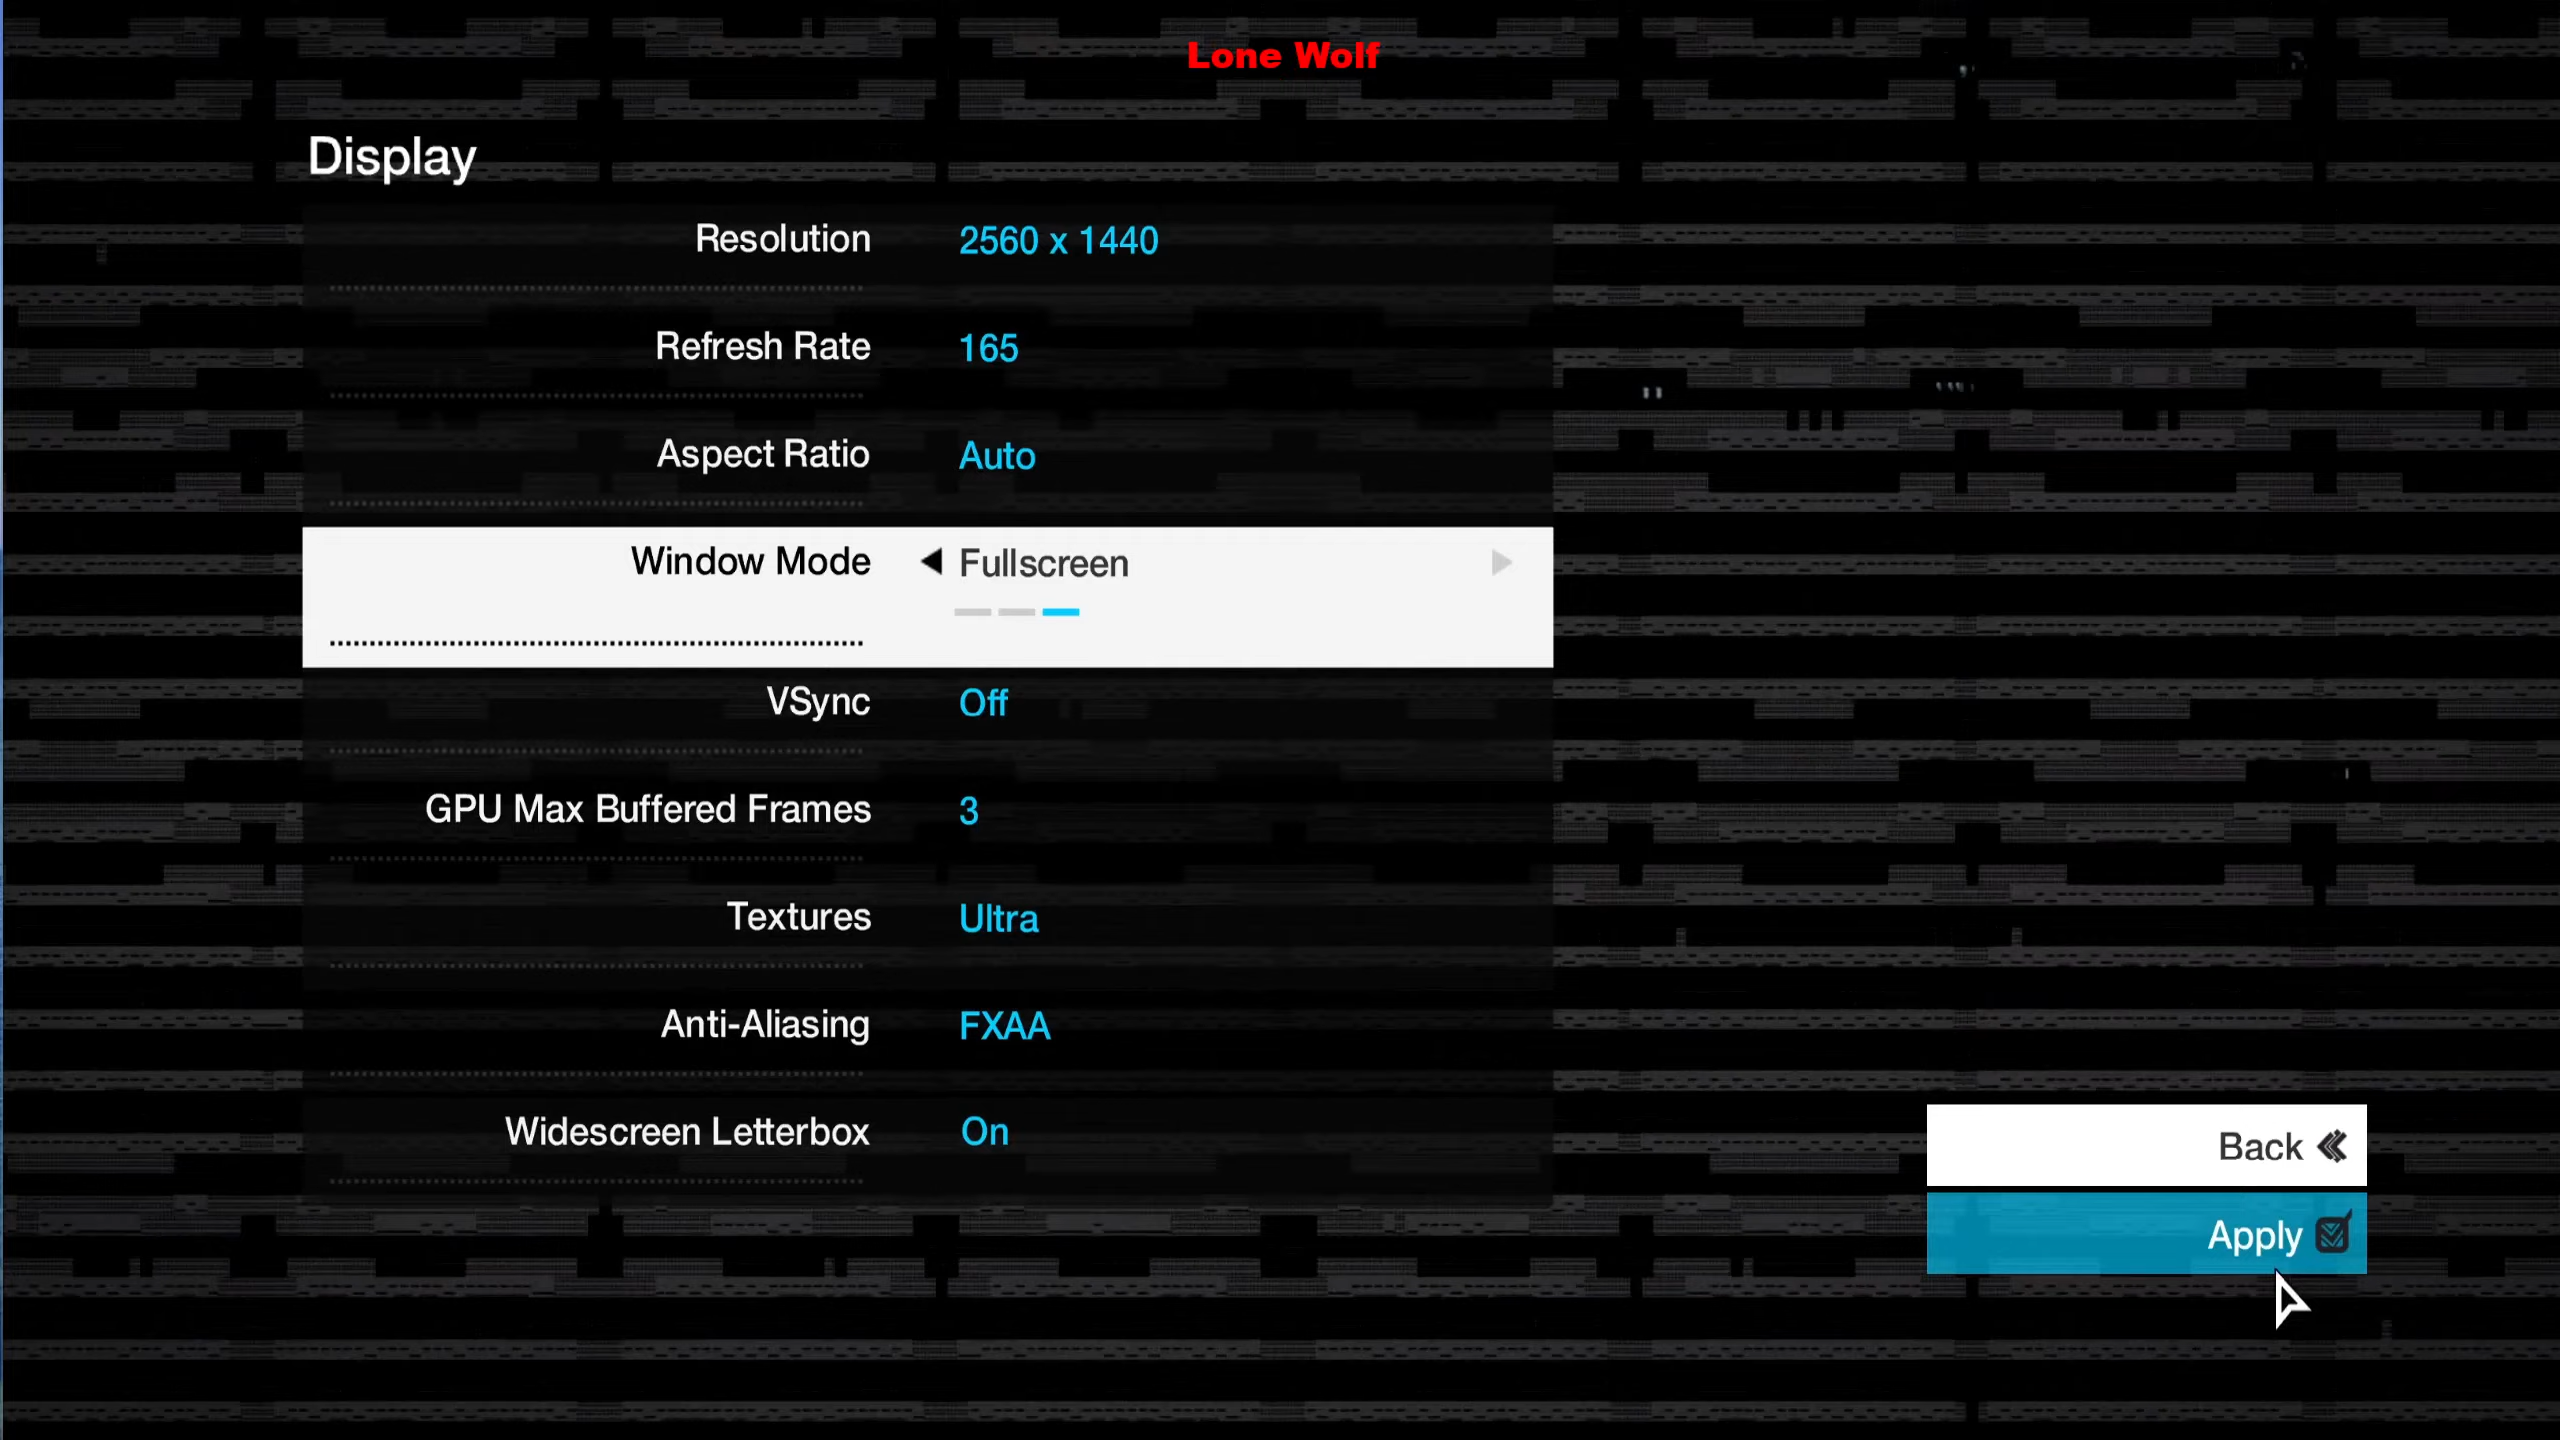 Lone Wolf
Display
Resolution 2560 x 1440
Refresh Rate 165
Aspect Ratio Auto
Window Mode Fullscreen
VSync Off
GPU Max Buffered Frames 3
Textures Ultra
Anti-Aliasing FXAA
Widescreen Letterbox On
Back
Apply